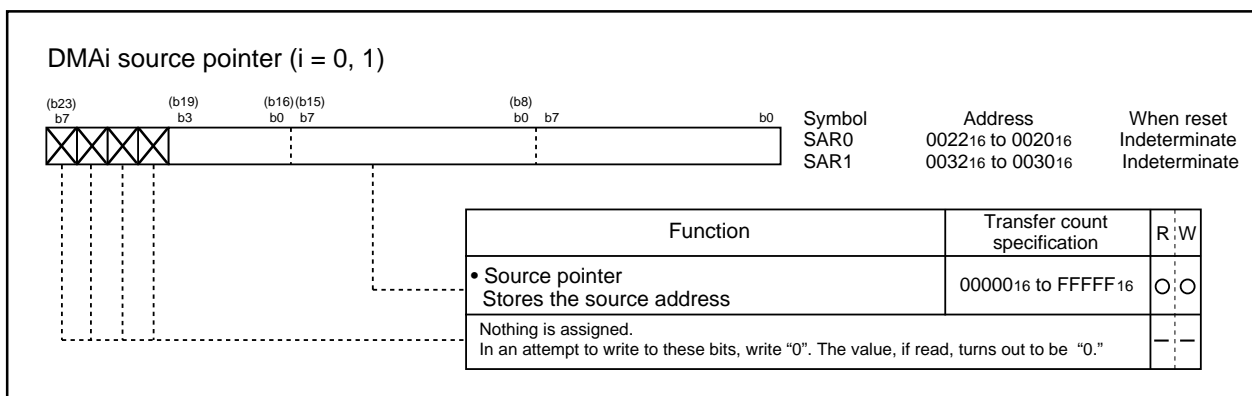 DMAi source pointer (i = 0, 1)
(b23) (b19) (b16)(b15) (b8)
b7 b3 b0 b7 b0 b7 b0
Symbol Address When reset
SAR0 002216 to 002016 Indeterminate
SAR1 003216 to 003016 Indeterminate
Function Transfer count specification R W
• Source pointer
Stores the source address 0000016 to FFFFF16
Nothing is assigned.
In an attempt to write to these bits, write “0”. The value, if read, turns out to be “0.”